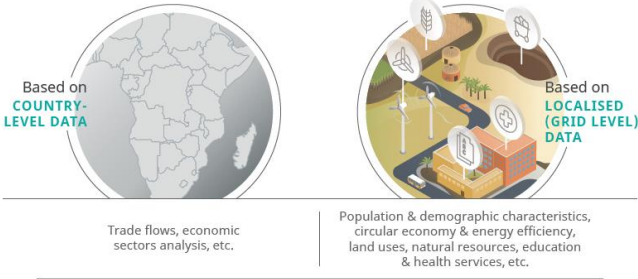 Based on
COUNTRY-
LEVEL DATA
Based on
LOCALISED
(GRID LEVEL)
DATA
Trade flows, economic
sectors analysis, etc.
Population & demographic characteristics,
circular economy & energy efficiency,
land uses, natural resources, education
& health services, etc.